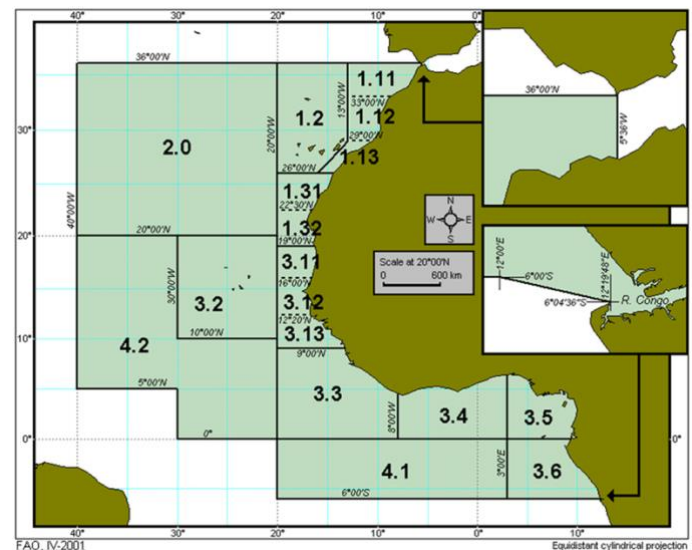 40° 30° 20° 10° 0°
36°00'N
36°00'N
1.11
33°00'N
13°00'W
1.2
1.12
5°36'W
30°
20°00'W
29°00'N
2.0
1.13
26°00'N
40°00'W
1.31
22°30'N
N
W E
S
1.32
20°00'N
19°00'N
20°
3.11
Scale at 20°00'N
0 600 km
12°00'E
12°19'48"E
16°00'N
6°00'S
30°00'W
3.2
3.12
6°04'36"S
R. Congo
12°20'N
10°00'N
3.13
10°
4.2
9°00'N
5°00'N
3.3
8°00'W
3.4
3.5
0°
0°
0°
4.1
3°00'E
3.6
6°00'S
40° 30° 20° 10° 0° 10°
FAO, IV-2001
Equidistant cylindrical projection